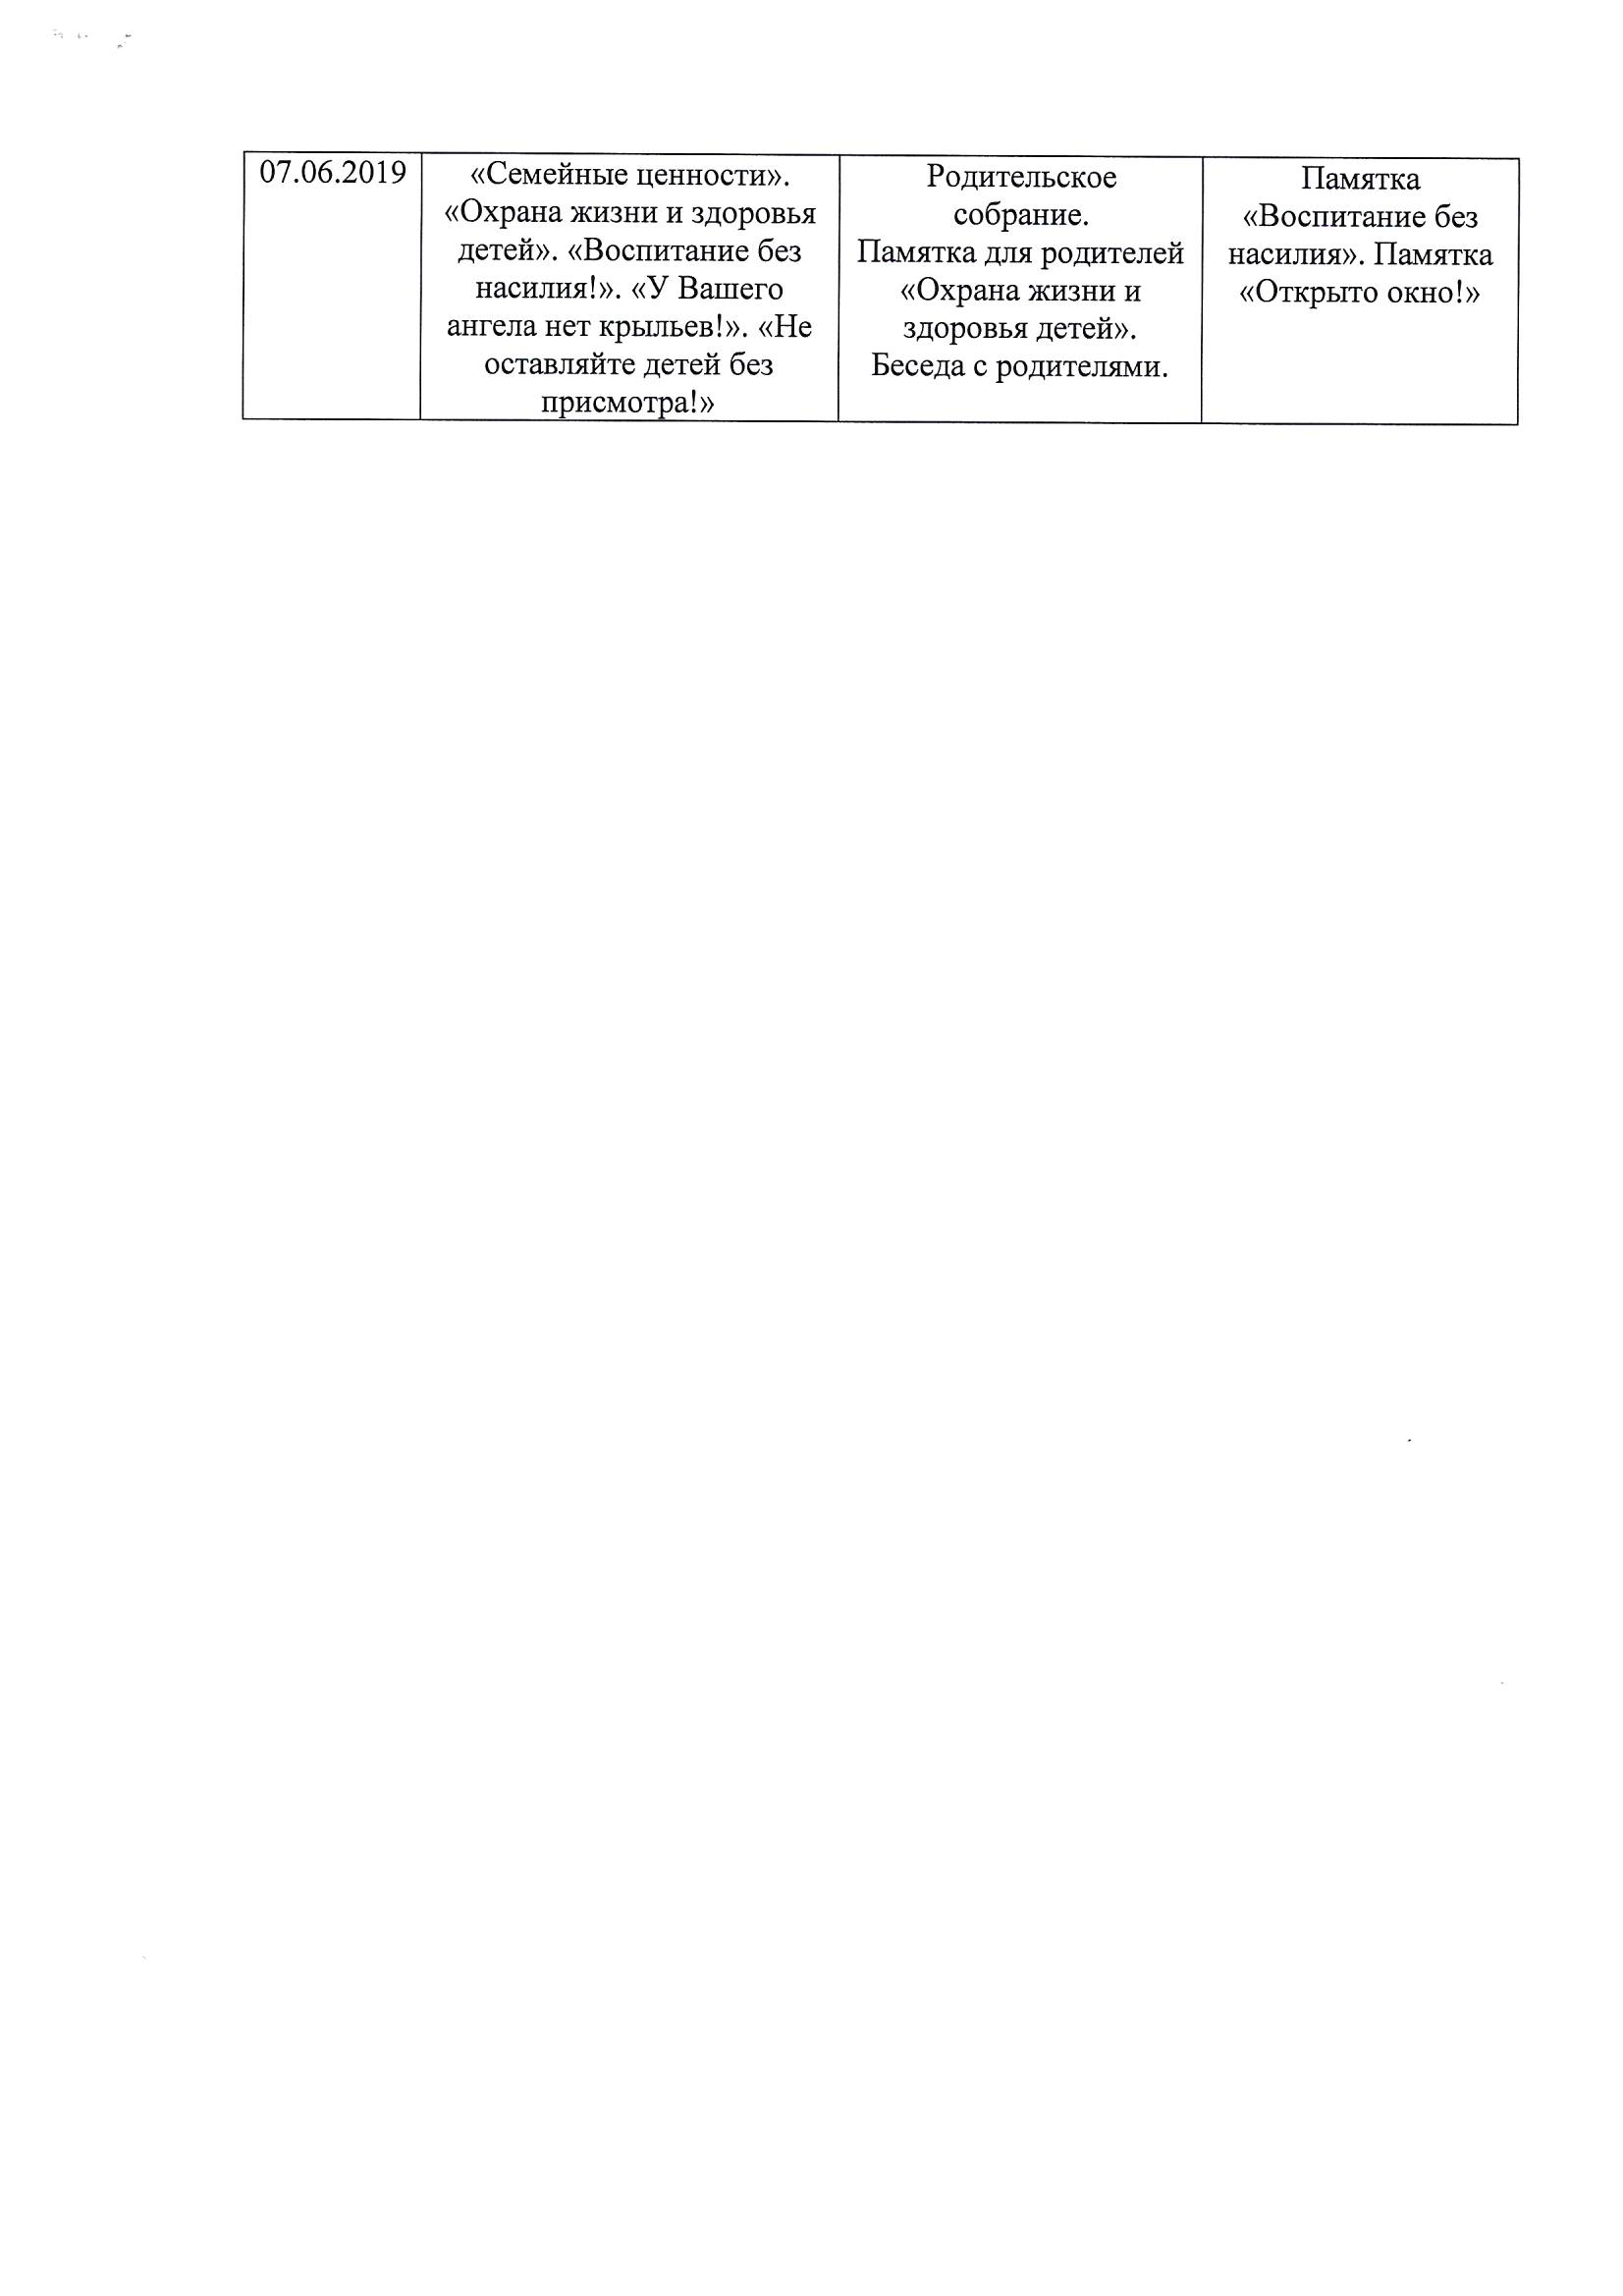 07.06.2019
«Семейные ценности».
«Охрана жизни и здоровья
детей». «Воспитание без
насилия!». «У Вашего
ангела нет крыльев!». «Не
оставляйте детей без
присмотра!»
Родительское
собрание.
Памятка для родителей
«Охрана жизни и
здоровья детей».
Беседа с родителями.
Памятка
«Воспитание без
насилия». Памятка
«Открыто окно!»